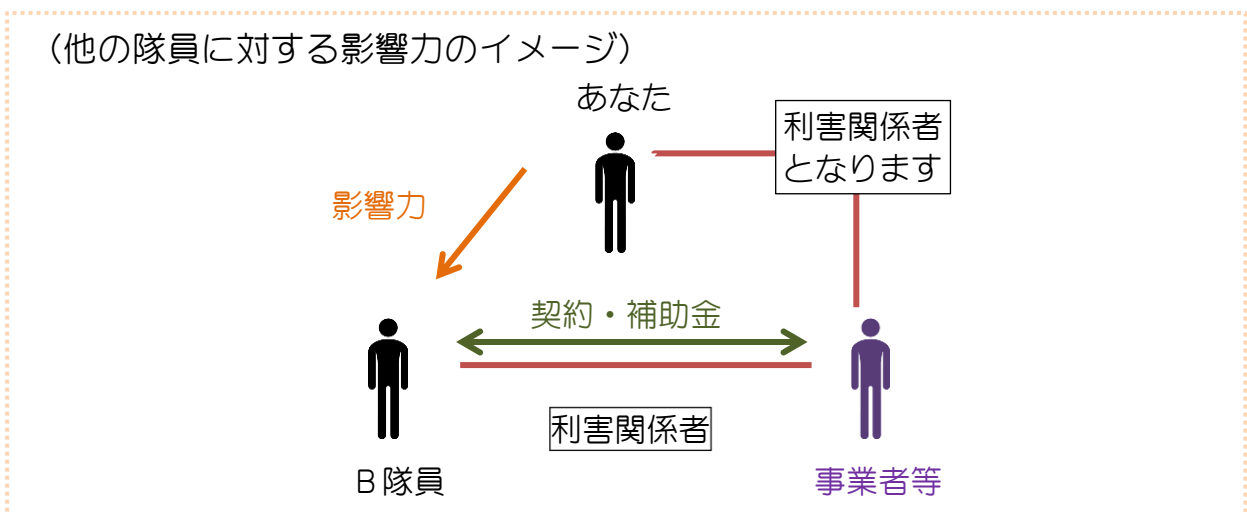 （他の隊員に対する影響力のイメージ）
あなた
利害関係者
となります
影響力
契約・補助金
利害関係者
Ｂ隊員
事業者等